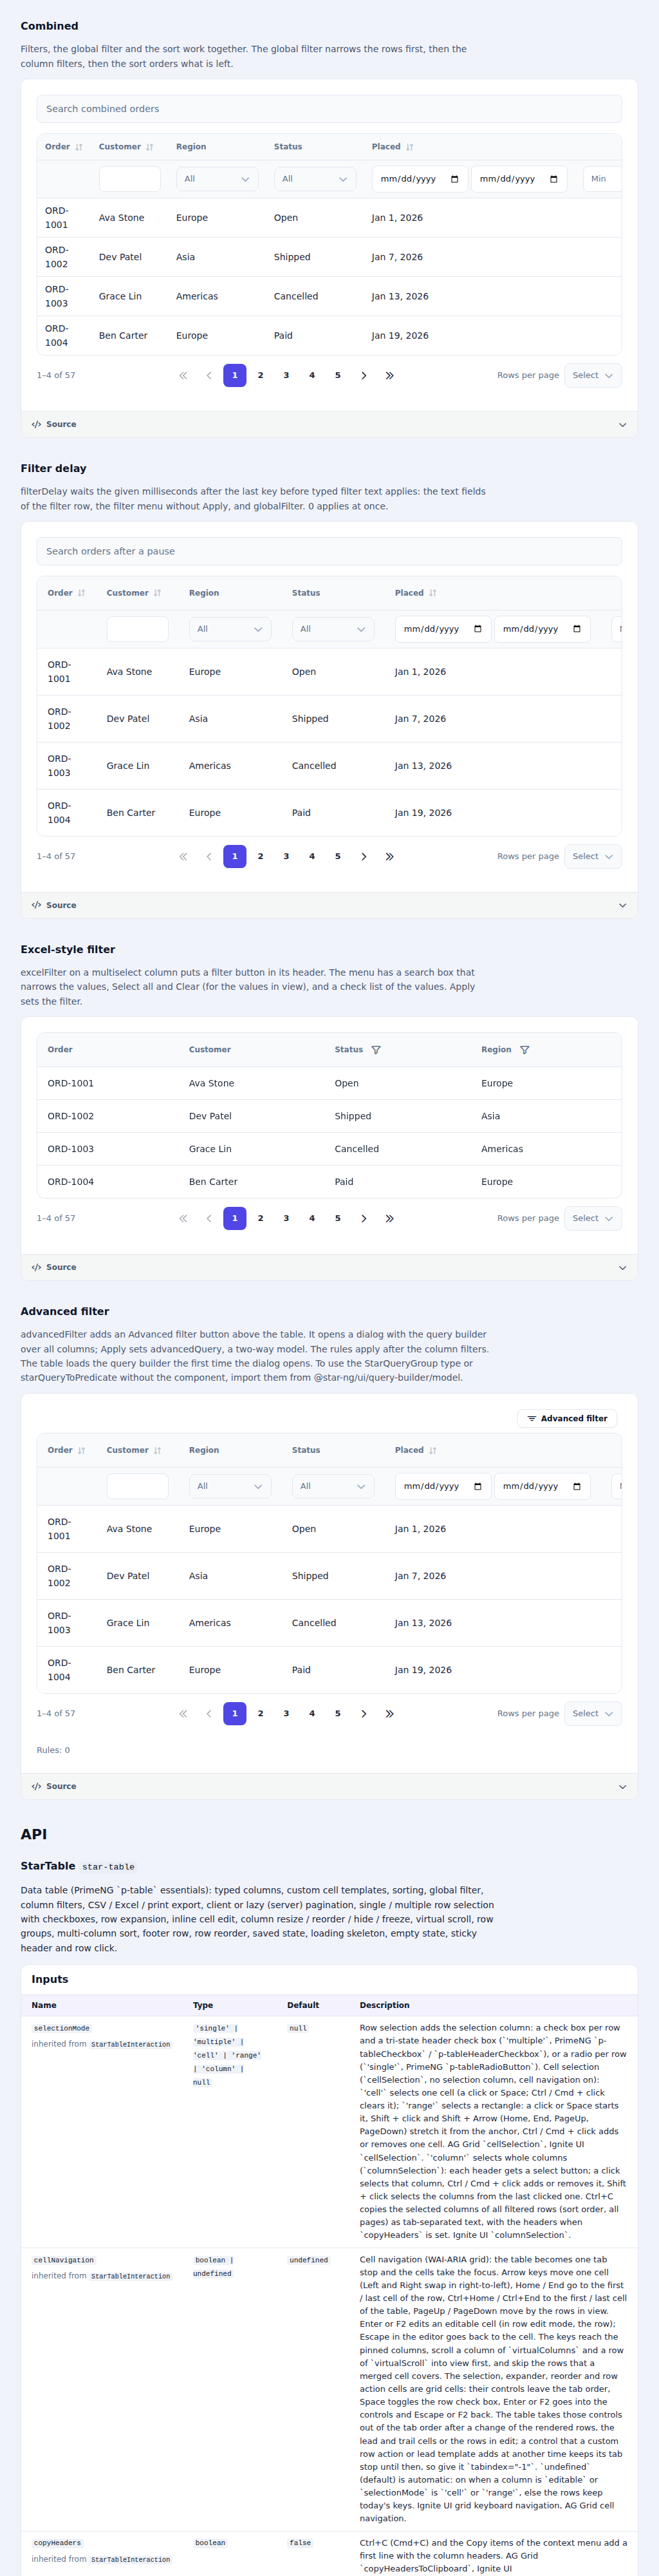 Combined
Filters, the global filter and the sort work together. The global filter narrows the rows first, then the
column filters, then the sort orders what is left.
Search combined orders
Order Customer Region Status Placed
All All mm/dd/yyyy mm/dd/yyyy Min
ORD-
1001 Ava Stone Europe Open Jan 1, 2026
ORD-
1002 Dev Patel Asia Shipped Jan 7, 2026
ORD-
1003 Grace Lin Americas Cancelled Jan 13, 2026
ORD-
1004 Ben Carter Europe Paid Jan 19, 2026
1–4 of 57 1 2 3 4 5 Rows per page Select
Source
Filter delay
filterDelay waits the given milliseconds after the last key before typed filter text applies: the text fields
of the filter row, the filter menu without Apply, and globalFilter. 0 applies at once.
Search orders after a pause
Order Customer Region Status Placed
All All mm/dd/yyyy mm/dd/yyyy
ORD-
1001 Ava Stone Europe Open Jan 1, 2026
ORD-
1002 Dev Patel Asia Shipped Jan 7, 2026
ORD-
1003 Grace Lin Americas Cancelled Jan 13, 2026
ORD-
1004 Ben Carter Europe Paid Jan 19, 2026
1–4 of 57 1 2 3 4 5 Rows per page Select
Source
Excel-style filter
excelFilter on a multiselect column puts a filter button in its header. The menu has a search box that
narrows the values, Select all and Clear (for the values in view), and a check list of the values. Apply
sets the filter.
Order Customer Status Region
ORD-1001 Ava Stone Open Europe
ORD-1002 Dev Patel Shipped Asia
ORD-1003 Grace Lin Cancelled Americas
ORD-1004 Ben Carter Paid Europe
1–4 of 57 1 2 3 4 5 Rows per page Select
Source
Advanced filter
advancedFilter adds an Advanced filter button above the table. It opens a dialog with the query builder
over all columns; Apply sets advancedQuery, a two-way model. The rules apply after the column filters.
The table loads the query builder the first time the dialog opens. To use the StarQueryGroup type or
starQueryToPredicate without the component, import them from @star-ng/ui/query-builder/model.
Advanced filter
Order Customer Region Status Placed
All All mm/dd/yyyy mm/dd/yyyy
ORD-
1001 Ava Stone Europe Open Jan 1, 2026
ORD-
1002 Dev Patel Asia Shipped Jan 7, 2026
ORD-
1003 Grace Lin Americas Cancelled Jan 13, 2026
ORD-
1004 Ben Carter Europe Paid Jan 19, 2026
1–4 of 57 1 2 3 4 5 Rows per page Select
Rules: 0
Source
API
StarTable star-table
Data table (PrimeNG `p-table` essentials): typed columns, custom cell templates, sorting, global filter,
column filters, CSV / Excel / print export, client or lazy (server) pagination, single / multiple row selection
with checkboxes, row expansion, inline cell edit, column resize / reorder / hide / freeze, virtual scroll, row
groups, multi-column sort, footer row, row reorder, saved state, loading skeleton, empty state, sticky
header and row click.
Inputs
Name Type Default Description
selectionMode
inherited from StarTableInteraction
'single' |
'multiple' |
'cell' | 'range'
| 'column' |
null
null
Row selection adds the selection column: a check box per row
and a tri-state header check box (`'multiple'`, PrimeNG `p-
tableCheckbox` / `p-tableHeaderCheckbox`), or a radio per row
(`'single'`, PrimeNG `p-tableRadioButton`). Cell selection
(`cellSelection`, no selection column, cell navigation on):
`'cell'` selects one cell (a click or Space; Ctrl / Cmd + click
clears it); `'range'` selects a rectangle: a click or Space starts
it, Shift + click and Shift + Arrow (Home, End, PageUp,
PageDown) stretch it from the anchor, Ctrl / Cmd + click adds
or removes one cell. AG Grid `cellSelection`, Ignite UI
`cellSelection`. `'column'` selects whole columns
(`columnSelection`): each header gets a select button; a click
selects that column, Ctrl / Cmd + click adds or removes it, Shift
+ click selects the columns from the last clicked one. Ctrl+C
copies the selected columns of all filtered rows (sort order, all
pages) as tab-separated text, with the headers when
`copyHeaders` is set. Ignite UI `columnSelection`.
cellNavigation
inherited from StarTableInteraction
boolean |
undefined
undefined
Cell navigation (WAI-ARIA grid): the table becomes one tab
stop and the cells take the focus. Arrow keys move one cell
(Left and Right swap in right-to-left), Home / End go to the first
/ last cell of the row, Ctrl+Home / Ctrl+End to the first / last cell
of the table, PageUp / PageDown move by the rows in view.
Enter or F2 edits an editable cell (in row edit mode, the row);
Escape in the editor goes back to the cell. The keys reach the
pinned columns, scroll a column of `virtualColumns` and a row
of `virtualScroll` into view first, and skip the rows that a
merged cell covers. The selection, expander, reorder and row
action cells are grid cells: their controls leave the tab order,
Space toggles the row check box, Enter or F2 goes into the
controls and Escape or F2 back. The table takes those controls
out of the tab order after a change of the rendered rows, the
lead and trail cells or the rows in edit; a control that a custom
row action or lead template adds at another time keeps its tab
stop until then, so give it `tabindex="-1"`. `undefined`
(default) is automatic: on when a column is `editable` or
`selectionMode` is `'cell'` or `'range'`, else the rows keep
today's keys. Ignite UI grid keyboard navigation, AG Grid cell
navigation.
copyHeaders
inherited from StarTableInteraction
boolean
false
Ctrl+C (Cmd+C) and the Copy items of the context menu add a
first line with the column headers. AG Grid
`copyHeadersToClipboard`, Ignite UI